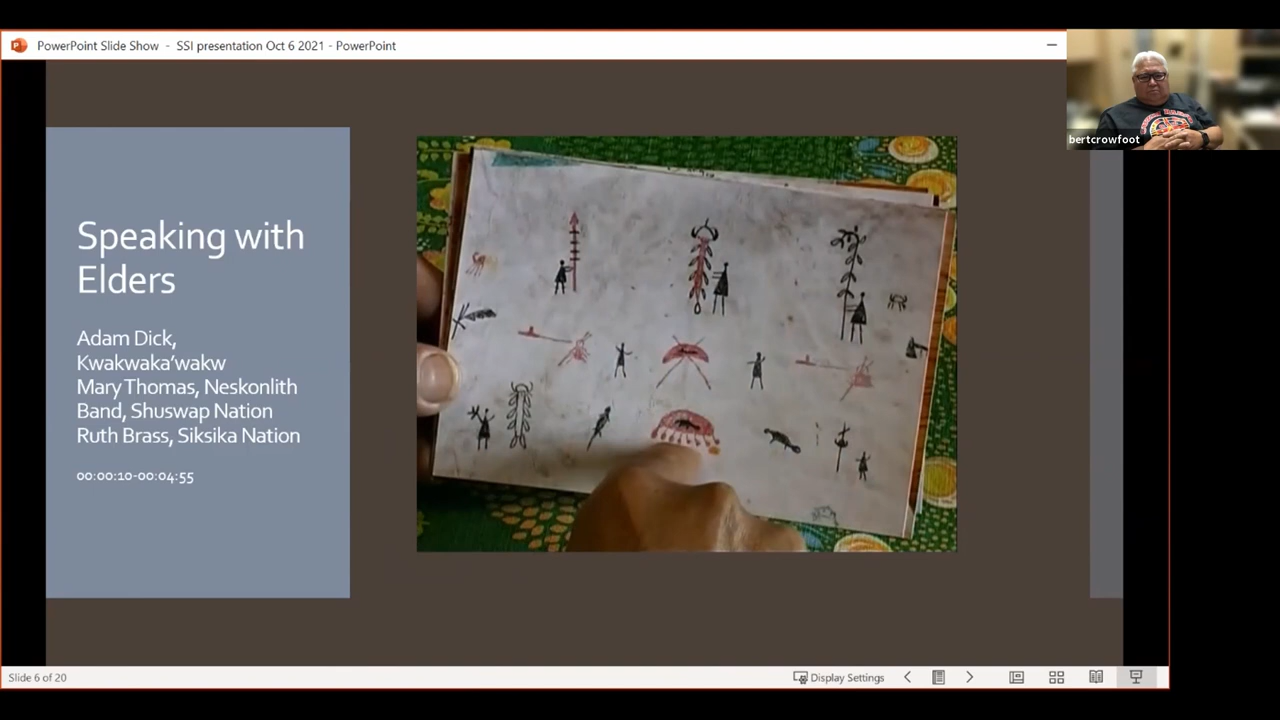 PowerPoint Slide Show - SSI presentation Oct 6 2021 - PowerPoint
bertcrowfoot
Speaking with
Elders
Adam Dick,
Kwakwaka’wakw
Mary Thomas, Neskonlith
Band, Shuswap Nation
Ruth Brass, Siksika Nation
00:00:10-00:04:55
Slide 6 of 20
Display Settings